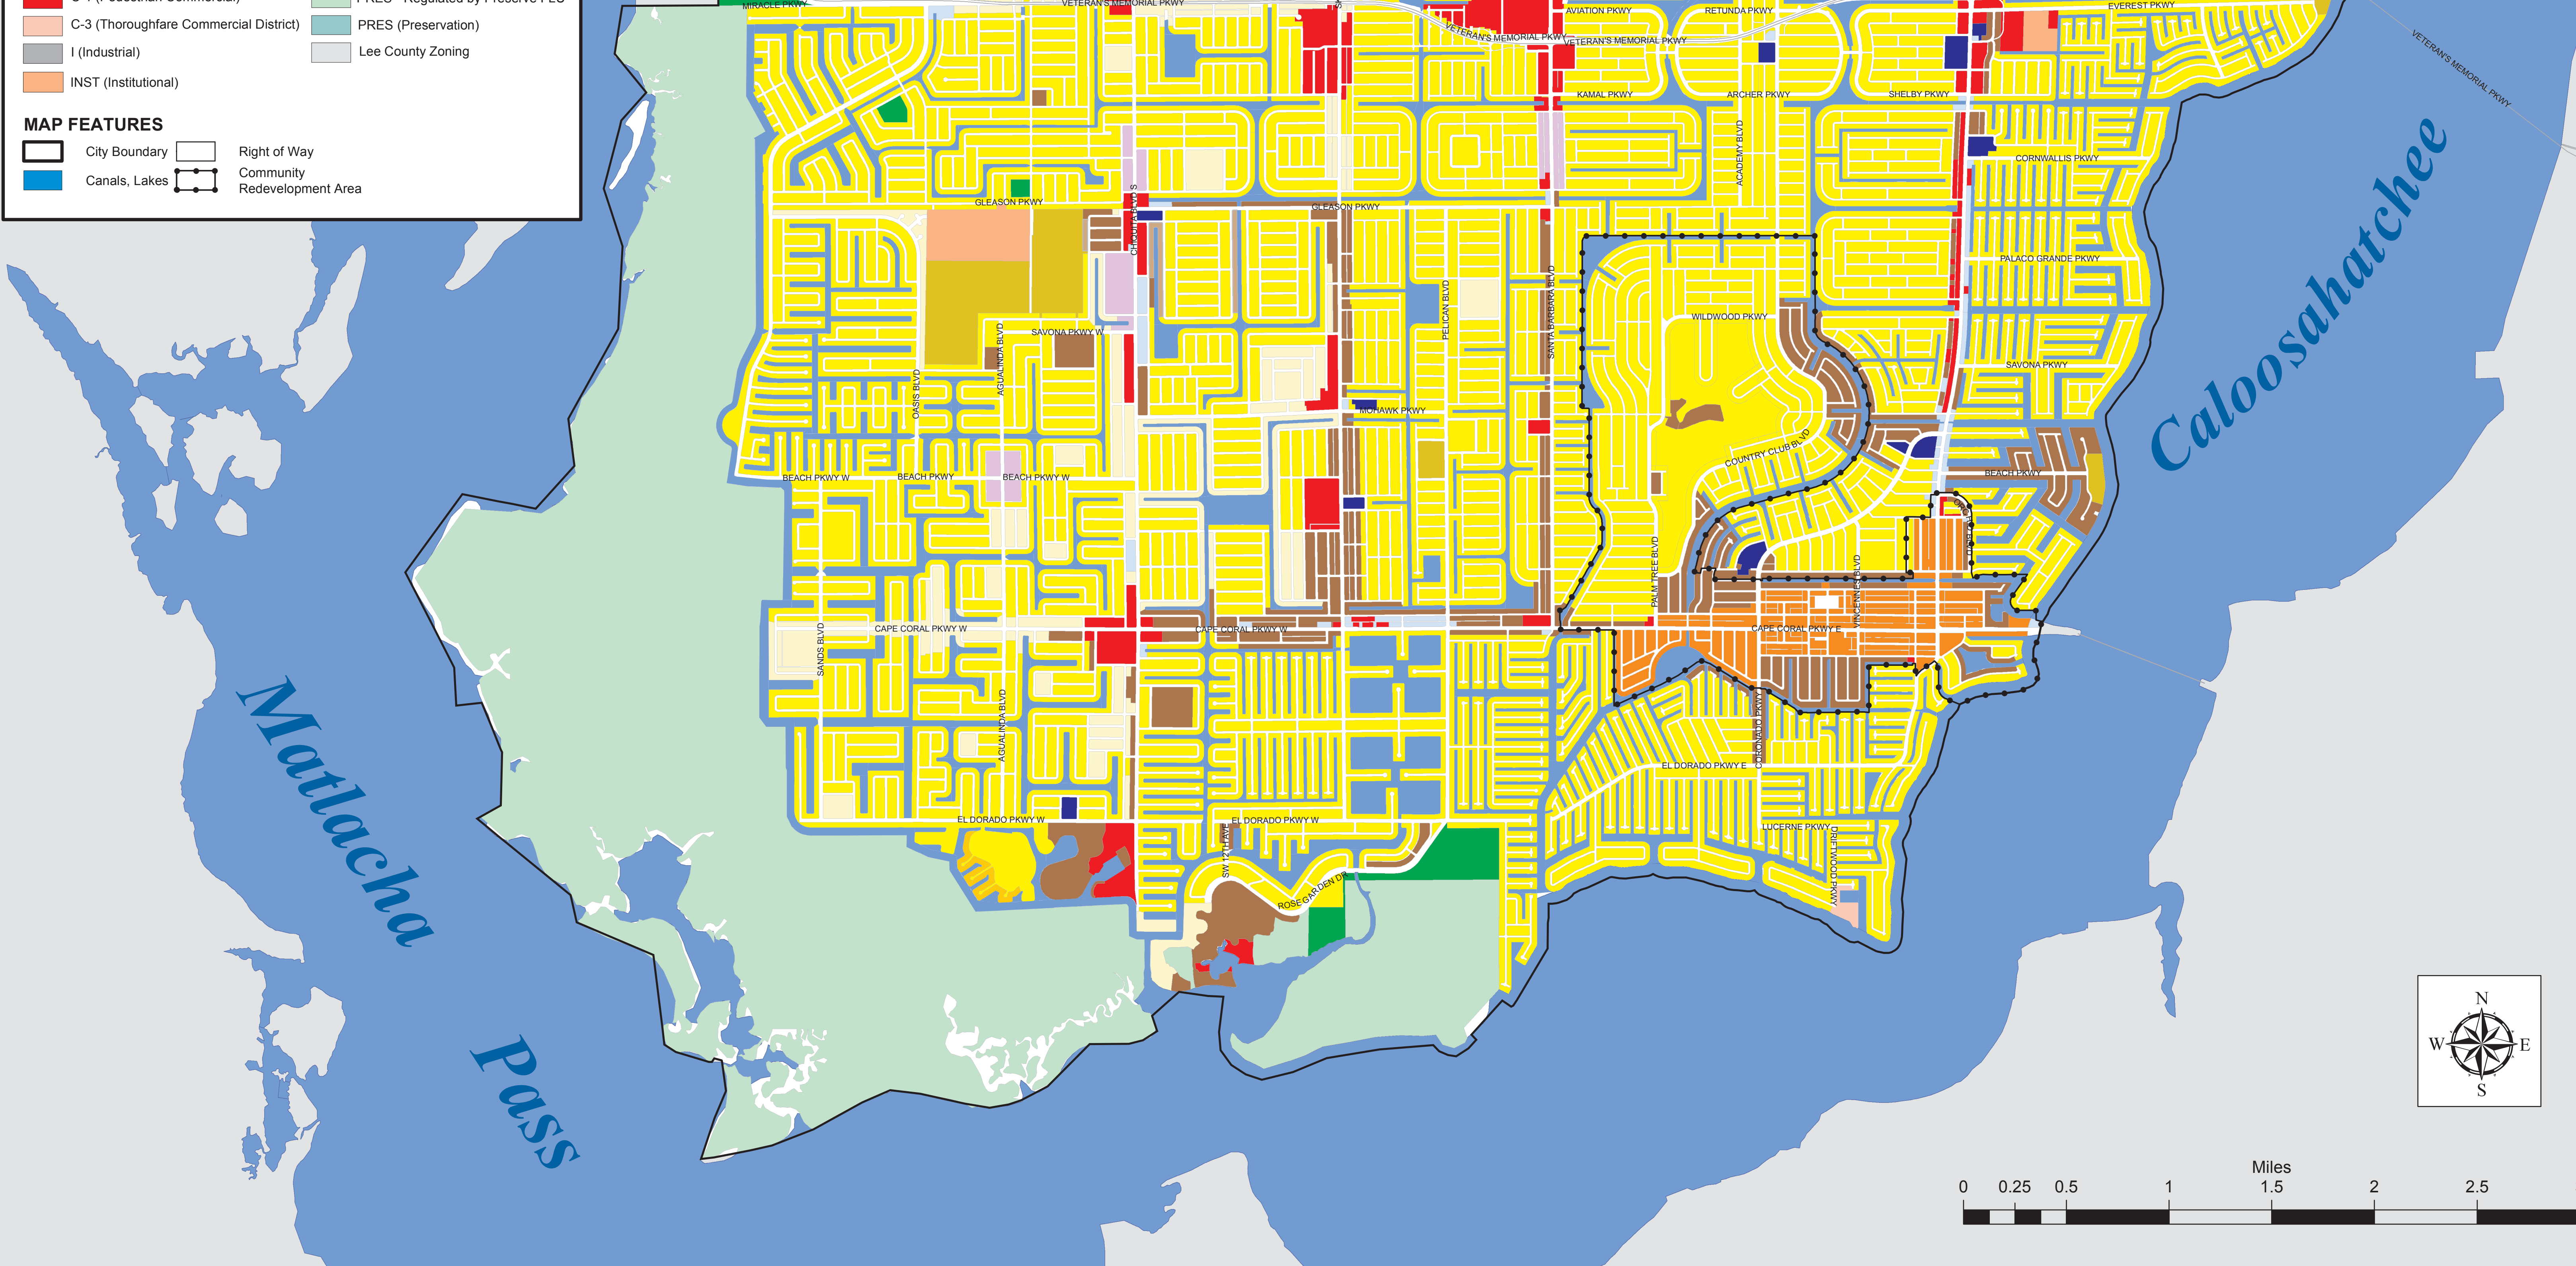 C-3 (Thoroughfare Commercial District)
I (Industrial)
INST (Institutional)
PRES (Preservation)
Lee County Zoning
MAP FEATURES
City Boundary
Right of Way
Canals, Lakes
Community
Redevelopment Area
MIRACLE PKWY
VETERAN'S MEMORIAL PKWY
VETERAN'S MEMORIAL PKWY
VETERAN'S MEMORIAL PKWY
AVIATION PKWY
RETUNDA PKWY
EVEREST PKWY
VETERAN'S MEMORIAL PKWY
KAMAL PKWY
ARCHER PKWY
SHELBY PKWY
ACADEMY BLVD
CORNWALLIS PKWY
GLEASON PKWY
CHIQUITA BLVD S
GLEASON PKWY
PALACO GRANDE PKWY
Caloosahatchee
SAVONA PKWY W
AGUALINDA BLVD
OASIS BLVD
PELICAN BLVD
SANTA BARBARA BLVD
WILDWOOD PKWY
SAVONA PKWY
MOHAWK PKWY
COUNTRY CLUB BLVD
BEACH PKWY W
BEACH PKWY
BEACH PKWY W
BEACH PKWY
PALM TREE BLVD
VINCENNES BLVD
SANDS BLVD
CAPE CORAL PKWY W
CAPE CORAL PKWY W
CAPE CORAL PKWY E
AGUALINDA BLVD
CORONADO PKWY
EL DORADO PKWY E
EL DORADO PKWY W
EL DORADO PKWY W
LUCERNE PKWY
SW 12TH AVE
DRIFTWOOD PKWY
ROSE GARDEN DR
Matlacha
Pass
N
W
E
S
Miles
0 0.25 0.5 1 1.5 2 2.5